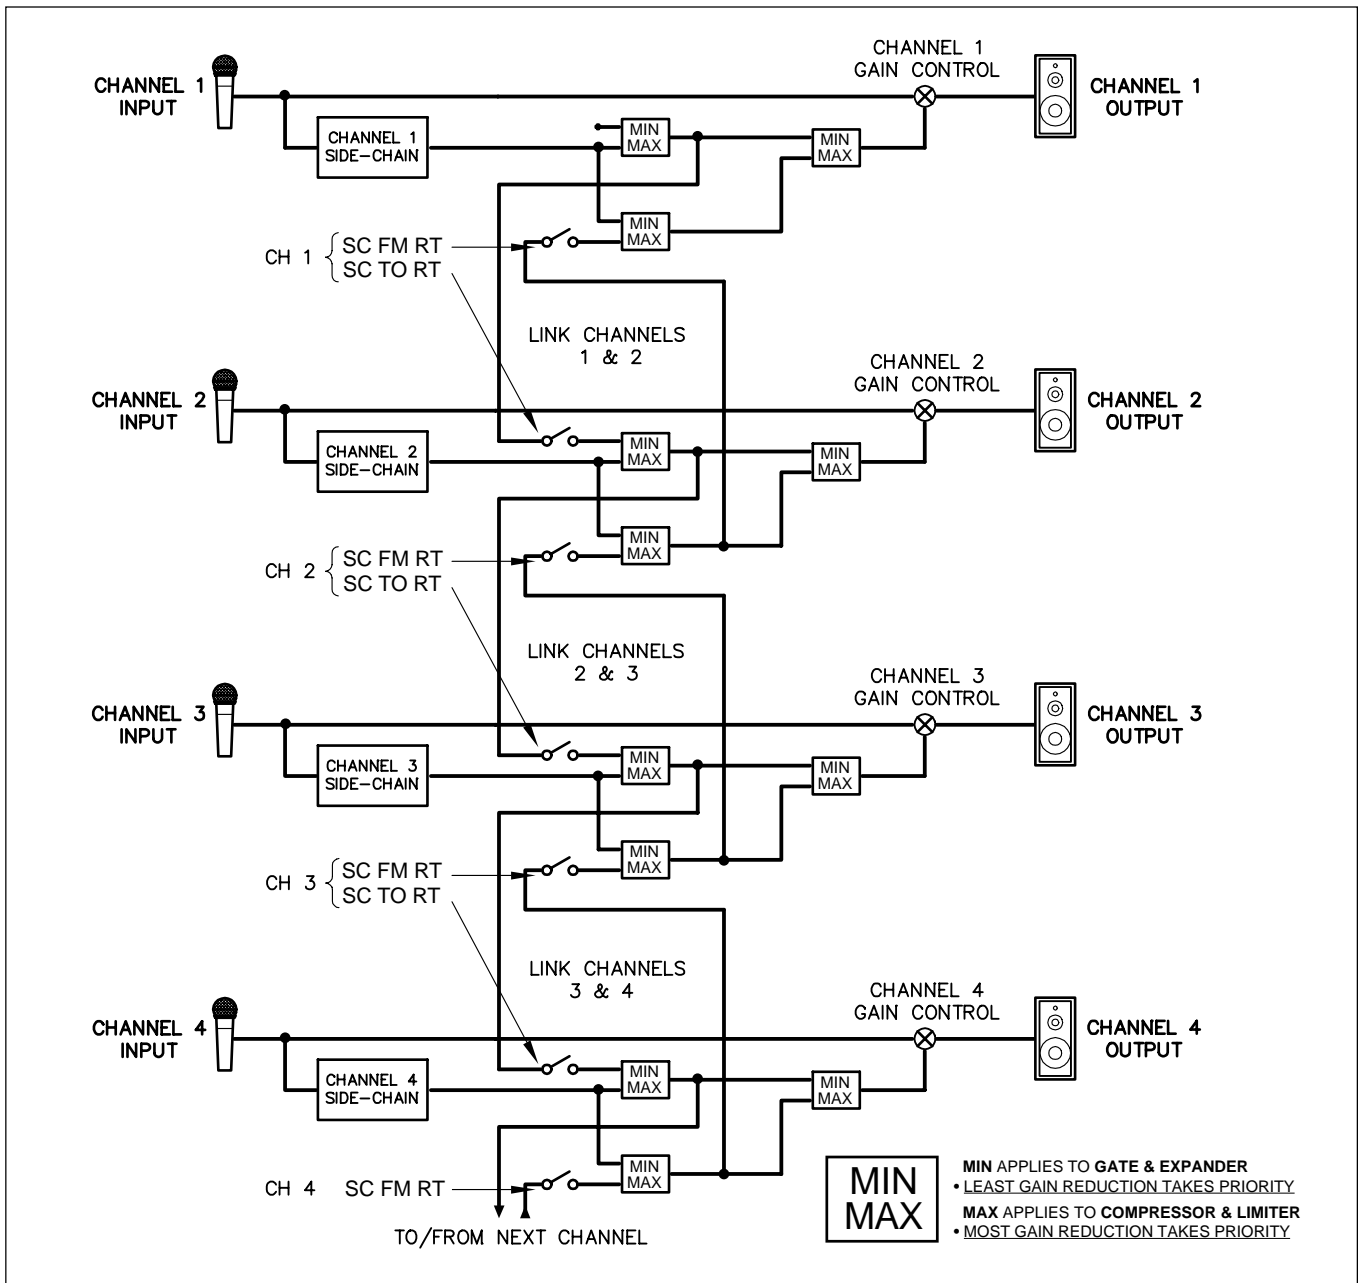 CHANNEL 1
GAIN CONTROL
CHANNEL 1
INPUT
CHANNEL 1
OUTPUT
CHANNEL 1
SIDE-CHAIN
MIN
MAX
MIN
MAX
MIN
MAX
CH 1
SC FM RT
SC TO RT
LINK CHANNELS
1 & 2
CHANNEL 2
GAIN CONTROL
CHANNEL 2
INPUT
CHANNEL 2
OUTPUT
CHANNEL 2
SIDE-CHAIN
MIN
MAX
MIN
MAX
MIN
MAX
CH 2
SC FM RT
SC TO RT
LINK CHANNELS
2 & 3
CHANNEL 3
GAIN CONTROL
CHANNEL 3
INPUT
CHANNEL 3
OUTPUT
CHANNEL 3
SIDE-CHAIN
MIN
MAX
MIN
MAX
MIN
MAX
CH 3
SC FM RT
SC TO RT
LINK CHANNELS
3 & 4
CHANNEL 4
GAIN CONTROL
CHANNEL 4
INPUT
CHANNEL 4
OUTPUT
CHANNEL 4
SIDE-CHAIN
MIN
MAX
MIN
MAX
MIN
MAX
CH 4 SC FM RT
TO/FROM NEXT CHANNEL
MIN
MAX
MIN APPLIES TO GATE & EXPANDER
• LEAST GAIN REDUCTION TAKES PRIORITY
MAX APPLIES TO COMPRESSOR & LIMITER
• MOST GAIN REDUCTION TAKES PRIORITY